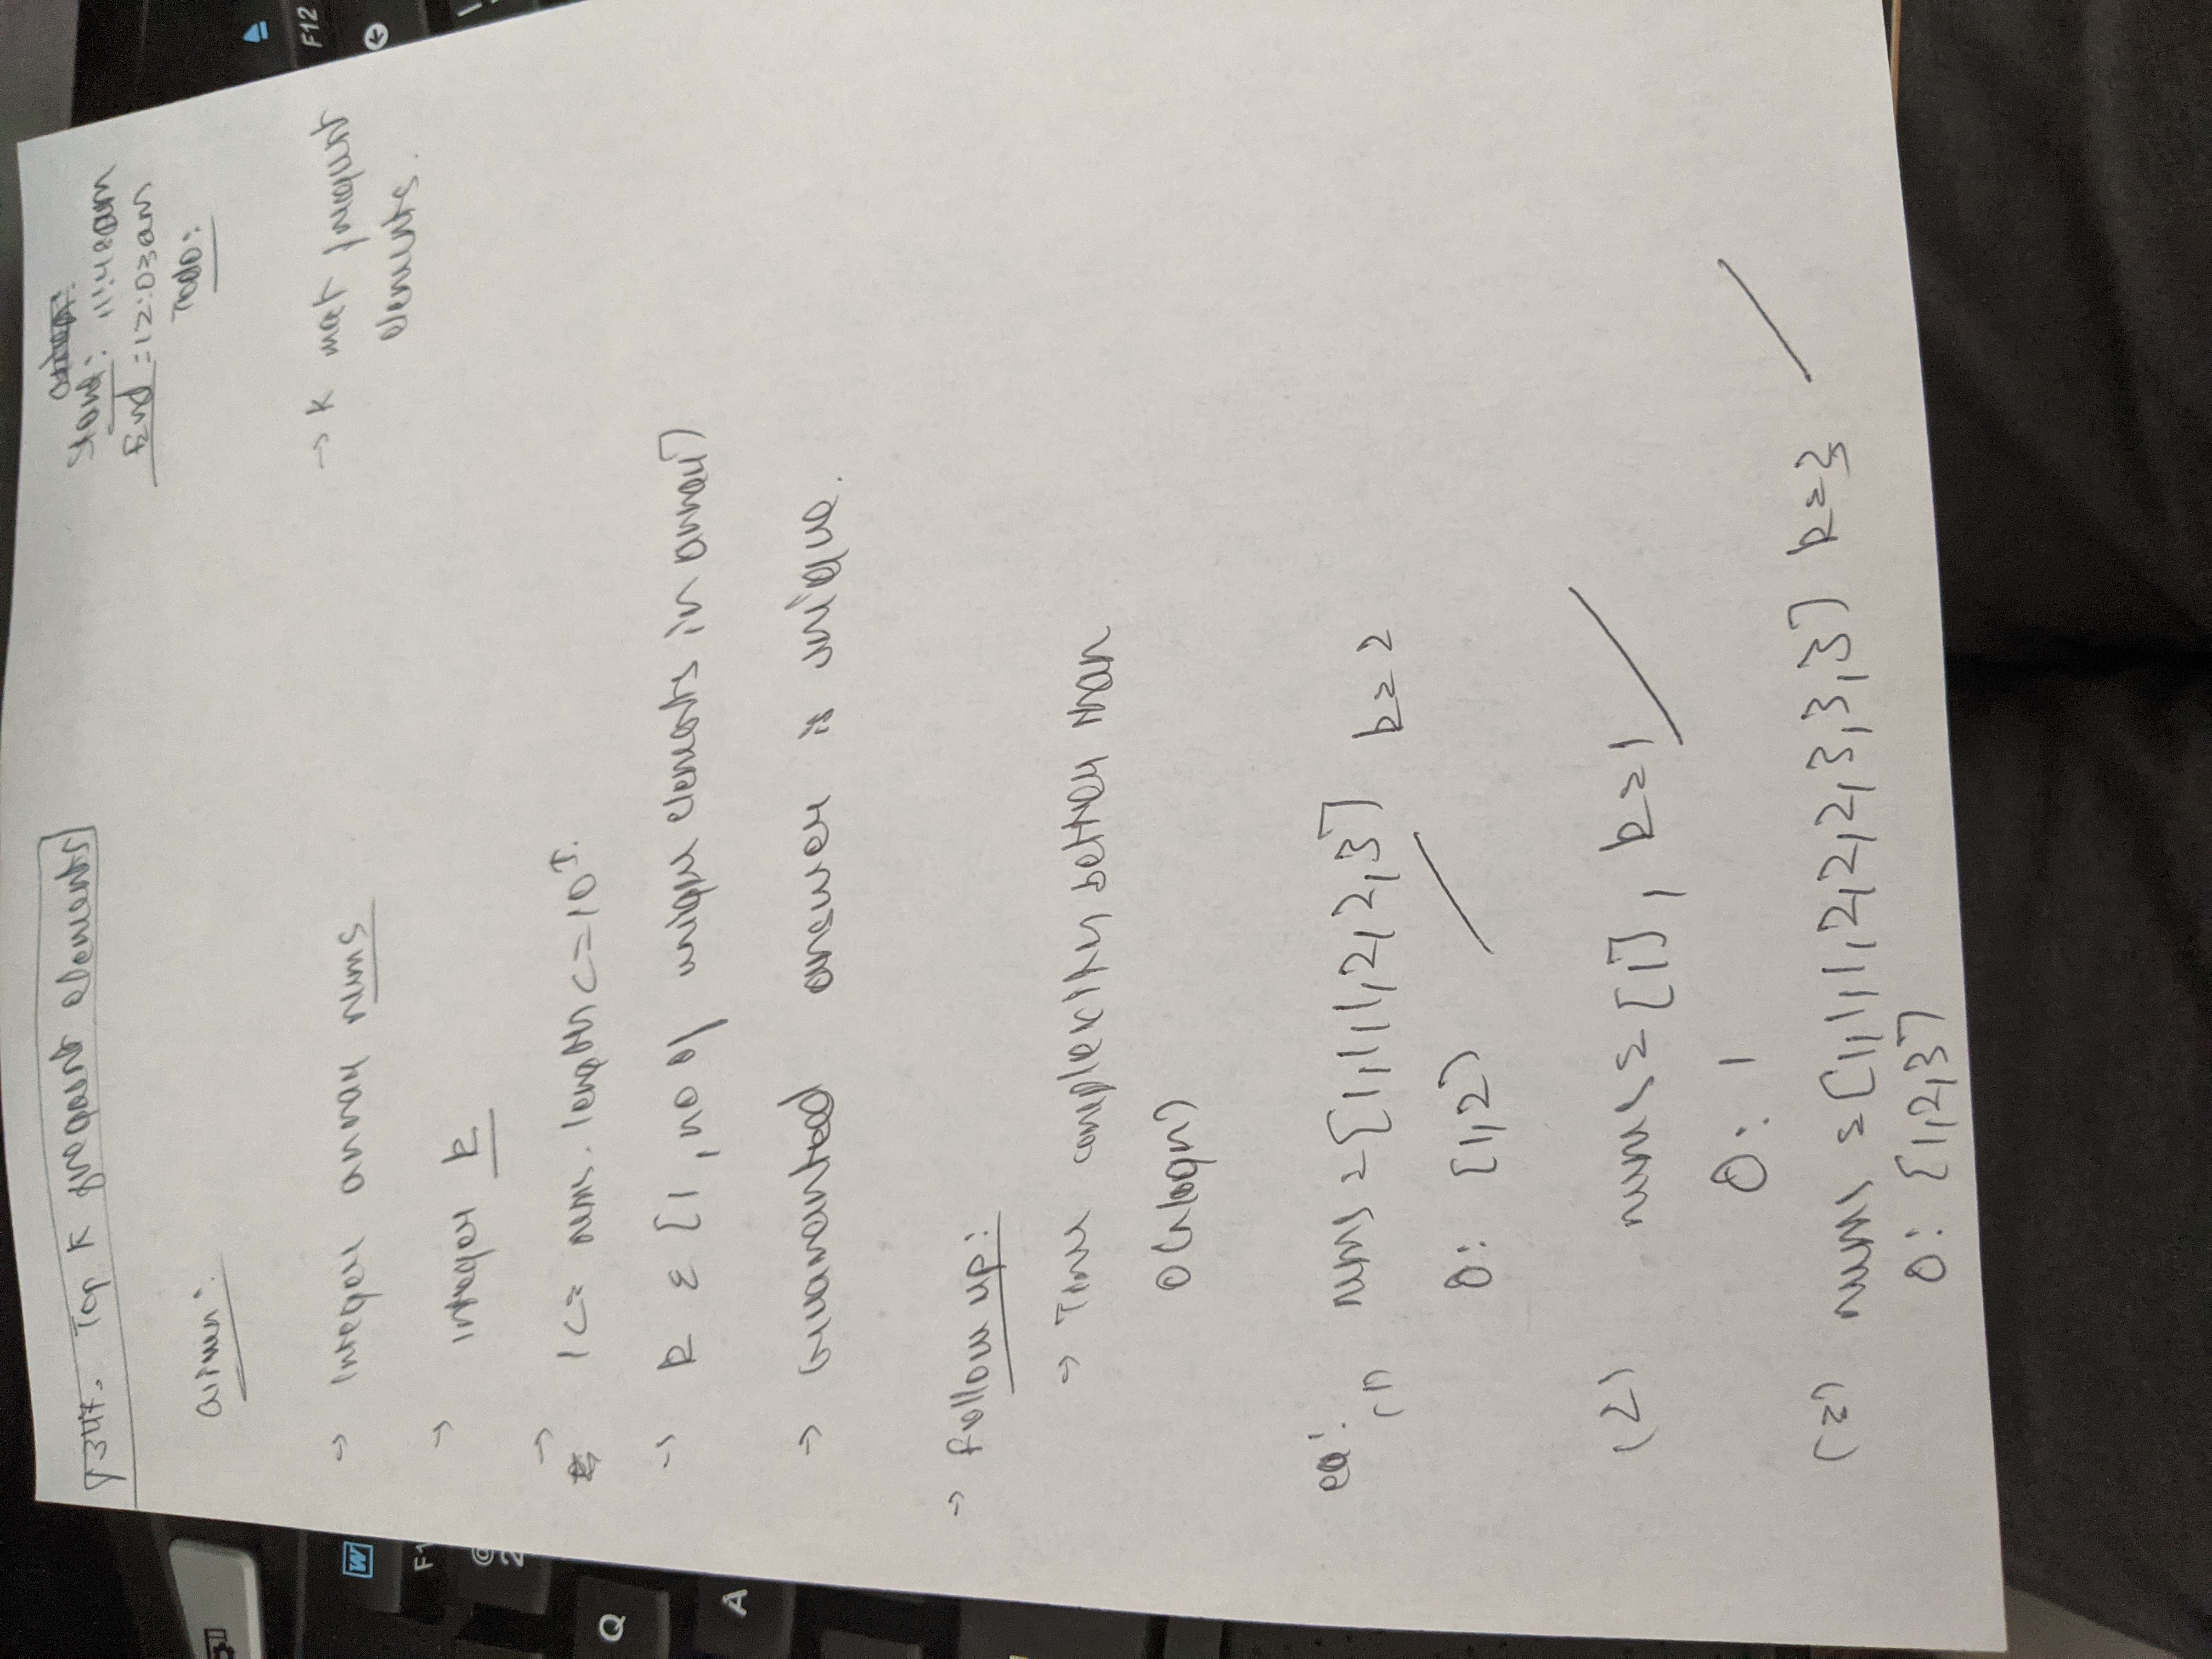 P347. Top K frequent elements
Start: 11:48am
End = 12:03am
Given:
Todo:
→ Integer array nums
→ K most frequent
elements.
→ Integer k
→ 1 <= nums.length <= 10^5.
→ k ε [1, no of unique elements in array]
→ Guaranteed answer is unique.
→ Follow up:
→ Time complexity better than
O(nlogn)
eg:
(1) nums = [1,1,1,2,2,3] k=2
O: [1,2]
(2) nums = [1], k=1
O: 1
(3) nums = [1,1,1,2,2,2,3,3,3] k=3
O: [1,2,3]
W
F1
@
2
Q
A
F12